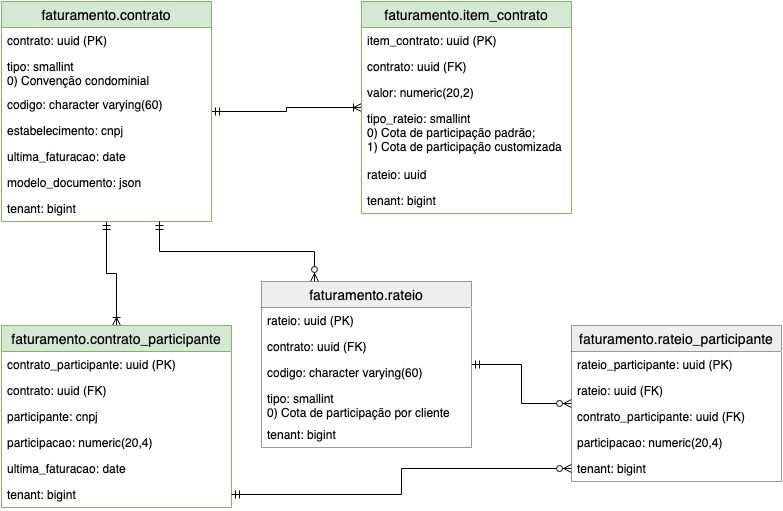 faturamento.contrato
contrato: uuid (PK)
tipo: smallint
0) Convenção condominial
codigo: character varying(60)
estabelecimento: cnpj
ultima_faturacao: date
modelo_documento: json
tenant: bigint
faturamento.item_contrato
item_contrato: uuid (PK)
contrato: uuid (FK)
valor: numeric(20,2)
tipo_rateio: smallint
0) Cota de participação padrão;
1) Cota de participação customizada
rateio: uuid
tenant: bigint
faturamento.rateio
rateio: uuid (PK)
contrato: uuid (FK)
codigo: character varying(60)
tipo: smallint
0) Cota de participação por cliente
tenant: bigint
faturamento.contrato_participante
contrato_participante: uuid (PK)
contrato: uuid (FK)
participante: cnpj
participacao: numeric(20,4)
ultima_faturacao: date
tenant: bigint
faturamento.rateio_participante
rateio_participante: uuid (PK)
rateio: uuid (FK)
contrato_participante: uuid (FK)
participacao: numeric(20,4)
tenant: bigint